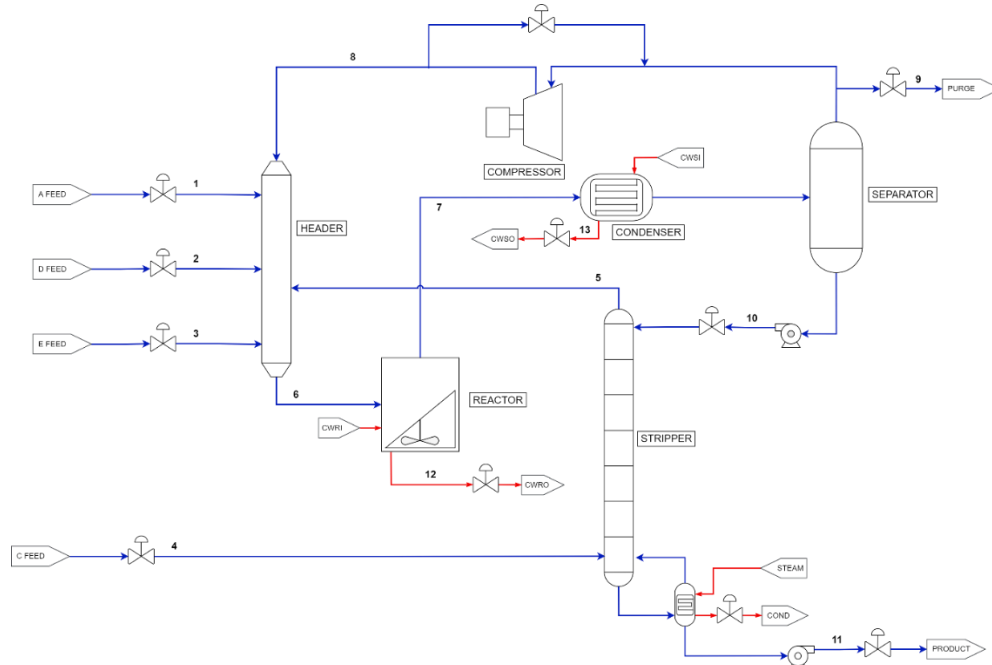 8
9
PURGE
COMPRESSOR
CWSI
A FEED
1
HEADER
7
CWSO
13
CONDENSER
SEPARATOR
D FEED
2
5
E FEED
3
10
6
REACTOR
CWRI
STRIPPER
12
CWRO
C FEED
4
STEAM
COND
11
PRODUCT